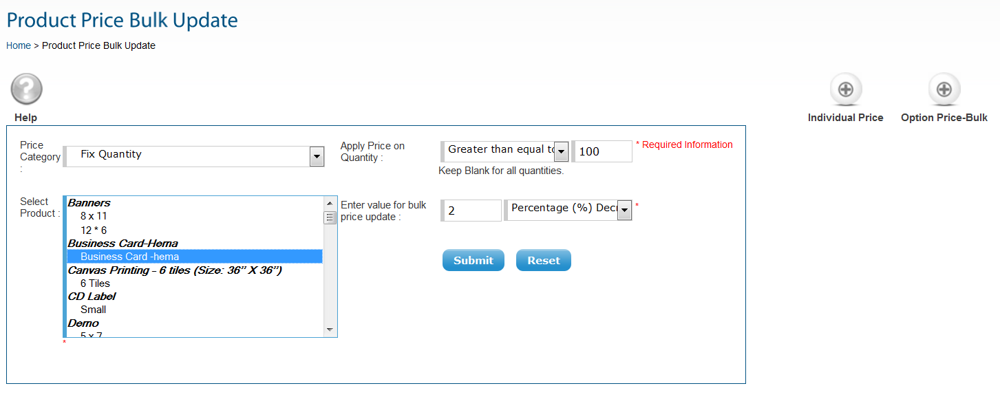 Product Price Bulk Update
Home > Product Price Bulk Update
Help
Individual Price
Option Price-Bulk
Price
Category
:
Fix Quantity
Apply Price on
Quantity :
Greater than equal to
100
* Required Information
Keep Blank for all quantities.
Select
Product :
Banners
8 x 11
12 * 6
Business Card-Hema
Business Card -hema
Canvas Printing - 6 tiles (Size: 36” X 36”)
6 Tiles
CD Label
Small
Demo
5 x 7
*
Enter value for bulk
price update :
2
Percentage (%) Decr
*
Submit
Reset